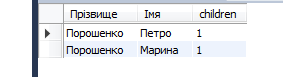 Прізвище Імя children
Порошенко Петро 1
Порошенко Марина 1